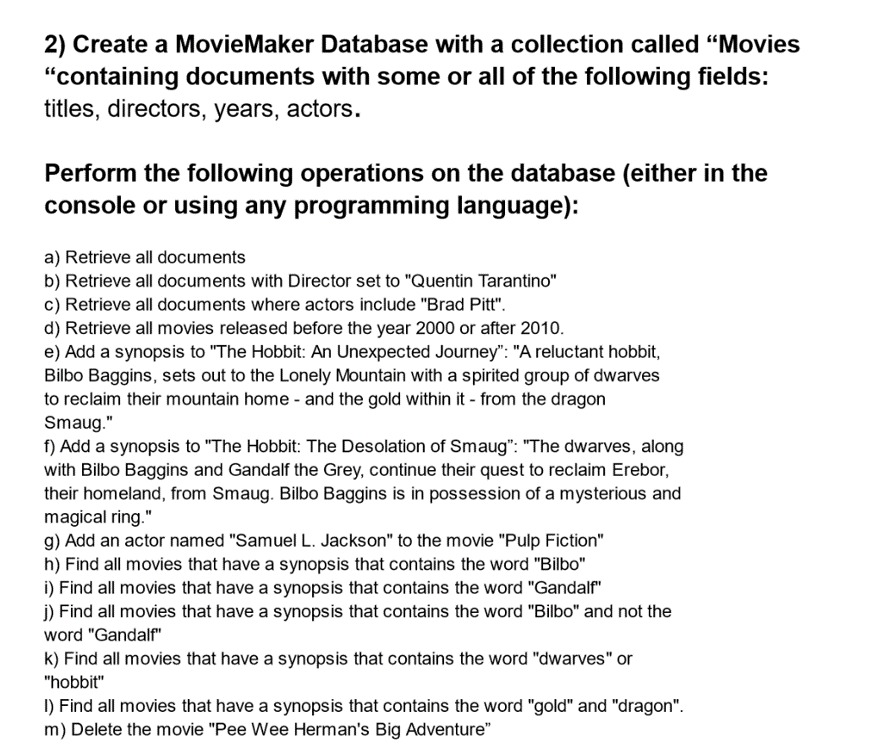 2) Create a MovieMaker Database with a collection called “Movies
“containing documents with some or all of the following fields:
titles, directors, years, actors.
Perform the following operations on the database (either in the
console or using any programming language):
a) Retrieve all documents
b) Retrieve all documents with Director set to "Quentin Tarantino"
c) Retrieve all documents where actors include "Brad Pitt".
d) Retrieve all movies released before the year 2000 or after 2010.
e) Add a synopsis to "The Hobbit: An Unexpected Journey”: "A reluctant hobbit,
Bilbo Baggins, sets out to the Lonely Mountain with a spirited group of dwarves
to reclaim their mountain home - and the gold within it - from the dragon
Smaug."
f) Add a synopsis to "The Hobbit: The Desolation of Smaug”: "The dwarves, along
with Bilbo Baggins and Gandalf the Grey, continue their quest to reclaim Erebor,
their homeland, from Smaug. Bilbo Baggins is in possession of a mysterious and
magical ring."
g) Add an actor named "Samuel L. Jackson" to the movie "Pulp Fiction"
h) Find all movies that have a synopsis that contains the word "Bilbo"
i) Find all movies that have a synopsis that contains the word "Gandalf"
j) Find all movies that have a synopsis that contains the word "Bilbo" and not the
word "Gandalf"
k) Find all movies that have a synopsis that contains the word "dwarves" or
"hobbit"
l) Find all movies that have a synopsis that contains the word "gold" and "dragon".
m) Delete the movie "Pee Wee Herman's Big Adventure”